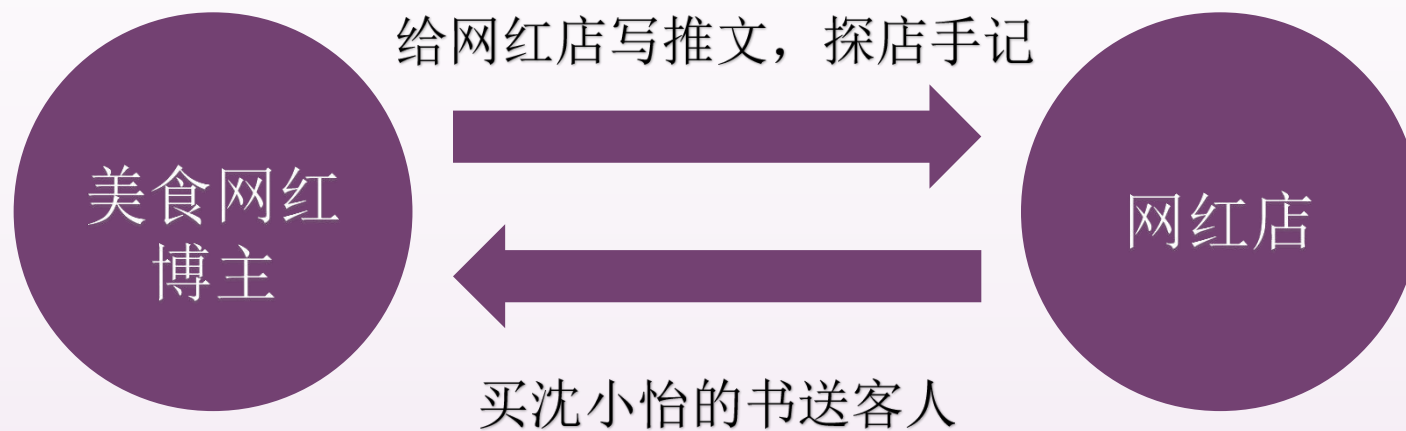 给网红店写推文，探店手记
美食网红
博主
网红店
买沈小怡的书送客人